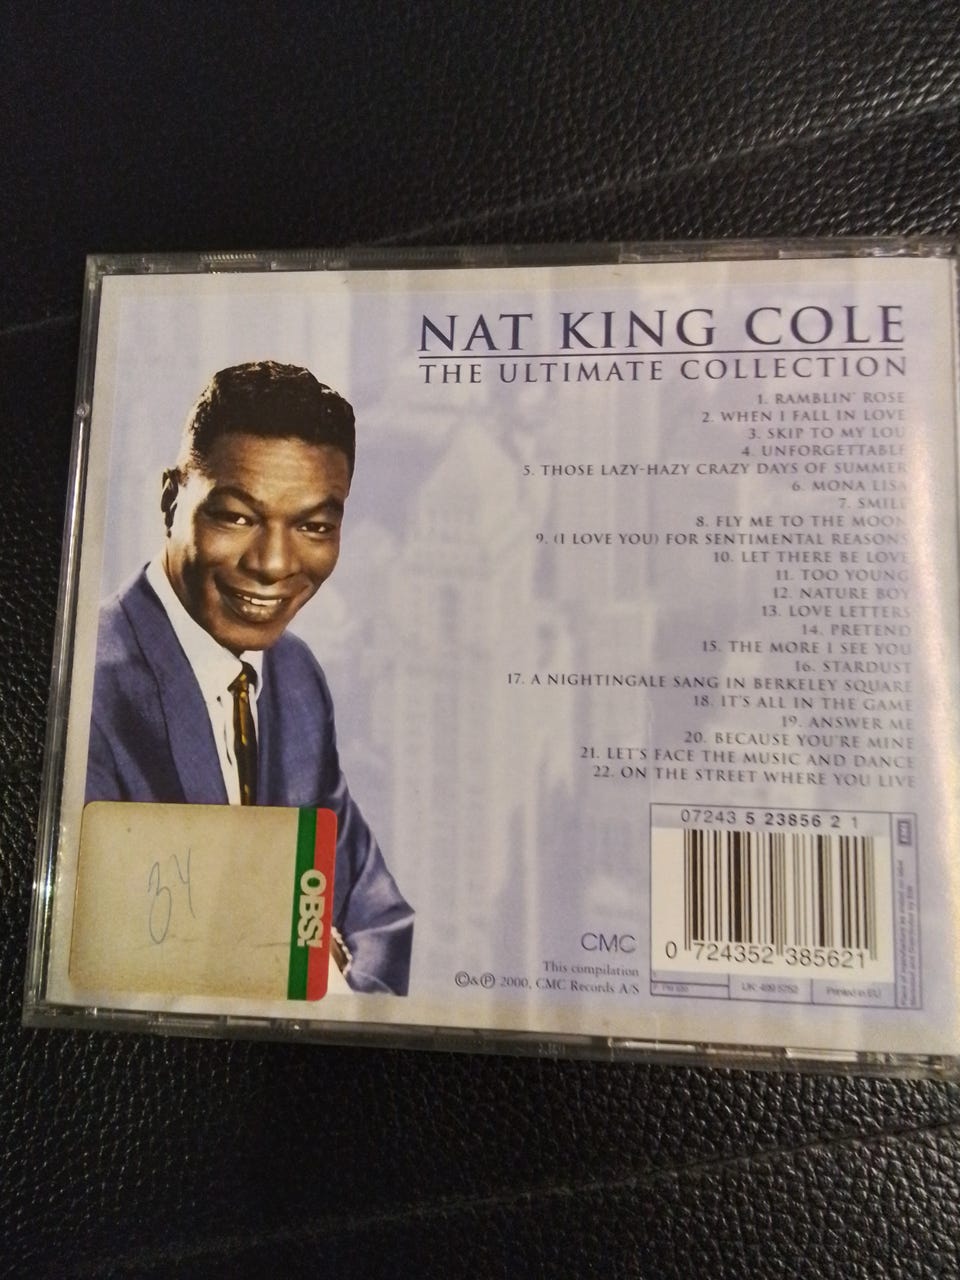 NAT KING COLE
THE ULTIMATE COLLECTION
1. RAMBLIN' ROSE
2. WHEN I FALL IN LOVE
3. SKIP TO MY LOU
4. UNFORGETTABLE
5. THOSE LAZY-HAZY CRAZY DAYS OF SUMMER
6. MONA LISA
7. SMILE
8. FLY ME TO THE MOON
9. (I LOVE YOU) FOR SENTIMENTAL REASONS
10. LET THERE BE LOVE
11. TOO YOUNG
12. NATURE BOY
13. LOVE LETTERS
14. PRETEND
15. THE MORE I SEE YOU
16. STARDUST
17. A NIGHTINGALE SANG IN BERKELEY SQUARE
18. IT'S ALL IN THE GAME
19. ANSWER ME
20. BECAUSE YOU'RE MINE
21. LET'S FACE THE MUSIC AND DANCE
22. ON THE STREET WHERE YOU LIVE
34
OBS!
07243 5 23856 2 1
EMI
0 724352 385621
CMC
This compilation
©&℗ 2000, CMC Records A/S
Printed in EU